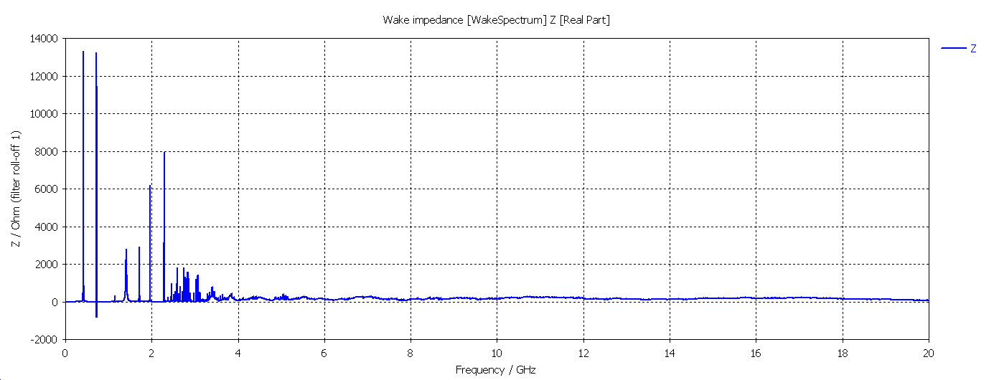 Wake impedance [WakeSpectrum] Z [Real Part]
14000
12000
10000
8000
6000
4000
2000
0
-2000
Z / Ohm (filter roll-off 1)
Z
0 2 4 6 8 10 12 14 16 18 20
Frequency / GHz